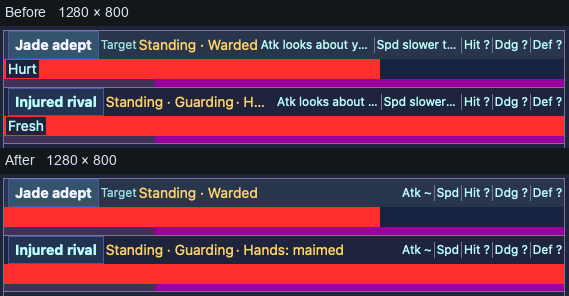 Before 1280 × 800
Jade adept Target Standing · Warded Atk looks about y… Spd slower t… Hit ? Ddg ? Def ?
Hurt
Injured rival Standing · Guarding · H… Atk looks about … Spd slower… Hit ? Ddg ? Def ?
Fresh
After 1280 × 800
Jade adept Target Standing · Warded Atk ~ Spd Hit ? Ddg ? Def ?
Injured rival Standing · Guarding · Hands: maimed Atk ~ Spd Hit ? Ddg ? Def ?